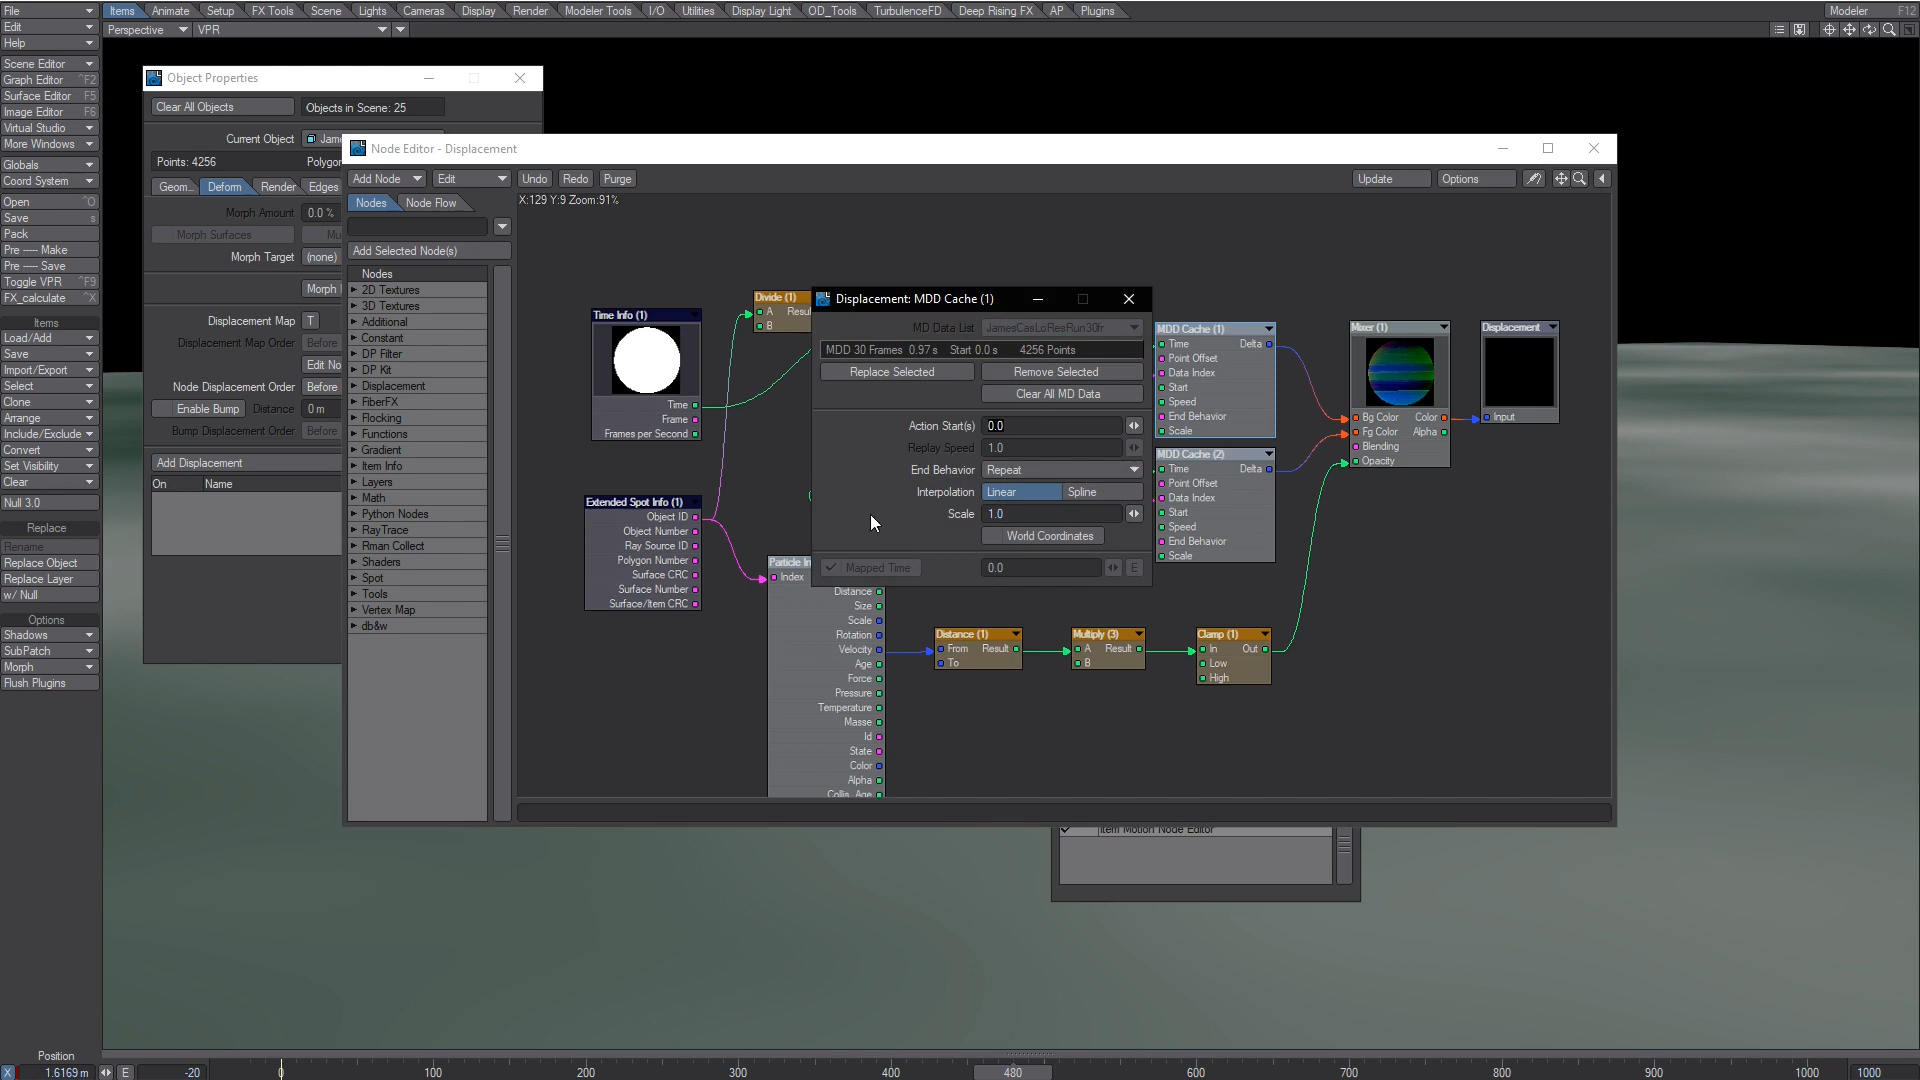 File
Edit
Help
Items Animate Setup FX Tools Scene Lights Cameras Display Render Modeler Tools I/O Utilities Display Light OD_Tools TurbulenceFD Deep Rising FX AP Plugins Modeler F12
Perspective VPR
Scene Editor
Graph Editor ^F2
Surface Editor F5
Image Editor F6
Virtual Studio
More Windows
Globals
Coord System
Open ^O
Save s
Pack
Pre ---- Make
Pre ---- Save
Toggle VPR ^F9
FX_calculate ^X
Items
Load/Add
Save
Import/Export
Select
Clone
Arrange
Include/Exclude
Convert
Set Visibility
Clear
Null 3.0
Replace
Rename
Replace Object
Replace Layer
w/ Null
Options
Shadows
SubPatch
Morph
Flush Plugins
Object Properties
Clear All Objects Objects in Scene: 25
Current Object
Points: 4256
Geom... Deform Render Edges
Morph Amount 0.0 %
Morph Surfaces
Morph Target (none)
Displacement Map T
Displacement Map Order Before
Node Displacement Order Before
Enable Bump Distance 0 m
Bump Displacement Order Before
Add Displacement
On Name
Node Editor - Displacement
Add Node Edit Undo Redo Purge Update Options
Nodes Node Flow
X:129 Y:9 Zoom:91%
Add Selected Node(s)
Nodes
2D Textures
3D Textures
Additional
Constant
DP Filter
DP Kit
Displacement
FiberFX
Flocking
Functions
Gradient
Item Info
Layers
Math
Python Nodes
RayTrace
Rman Collect
Shaders
Spot
Tools
Vertex Map
db&w
Time Info (1)
Time
Frame
Frames per Second
Divide (1)
A
B
Extended Spot Info (1)
Object ID
Object Number
Ray Source ID
Polygon Number
Surface CRC
Surface Number
Surface/Item CRC
Index
Distance
Size
Scale
Rotation
Velocity
Age
Force
Pressure
Temperature
Masse
Id
State
Color
Alpha
Collis. Age
Displacement: MDD Cache (1)
MD Data List JamesCasLoResRun30fr
MDD 30 Frames 0.97 s Start 0.0 s 4256 Points
Replace Selected Remove Selected
Clear All MD Data
Action Start(s) 0.0
Replay Speed 1.0
End Behavior Repeat
Interpolation Linear Spline
Scale 1.0
World Coordinates
Mapped Time 0.0 E
MDD Cache (1)
Time Delta
Point Offset
Data Index
Start
Speed
End Behavior
Scale
MDD Cache (2)
Time Delta
Point Offset
Data Index
Start
Speed
End Behavior
Scale
Mixer (1)
Bg Color Color
Fg Color Alpha
Blending
Opacity
Displacement
Input
Distance (1)
From Result
To
Multiply (3)
A Result
B
Clamp (1)
In Out
Low
High
Item Motion Node Editor
Position
X 1.6169 m E -20 0 100 200 300 400 480 600 700 800 900 1000 1000